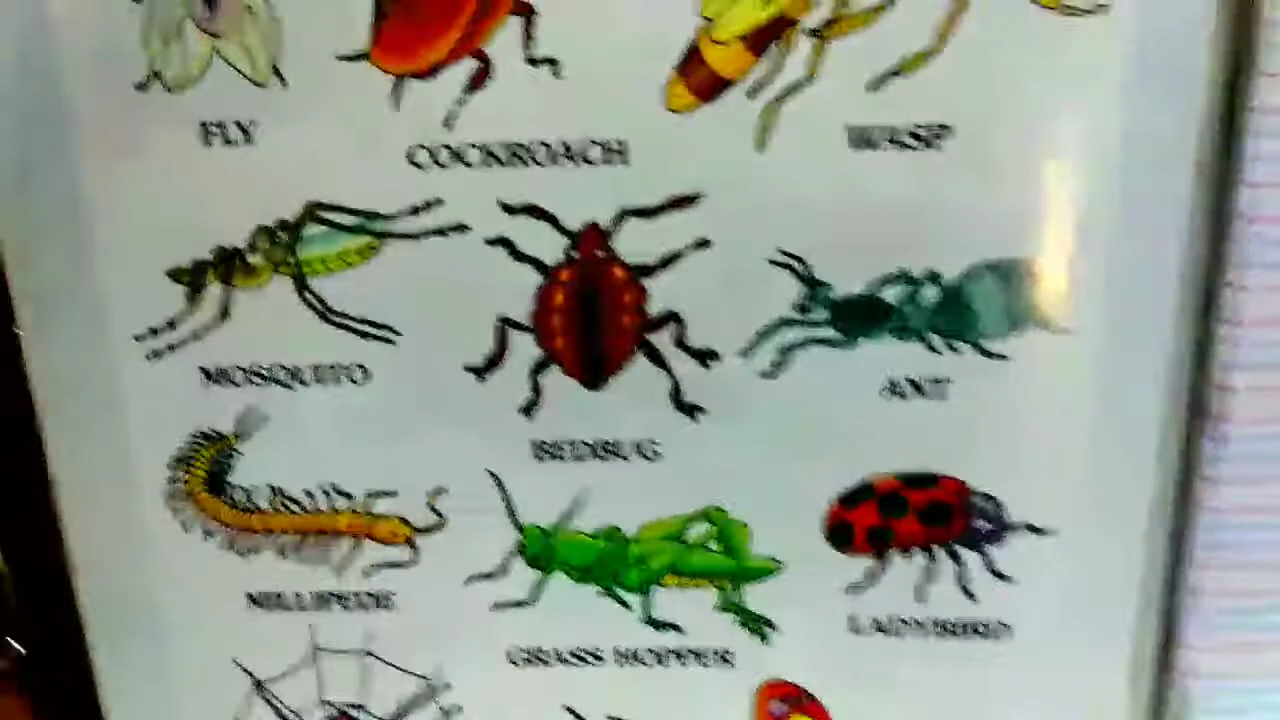 FLY
COCKROACH
WASP
MOSQUITO
BEDBUG
ANT
MILLIPEDE
GRASS HOPPER
LADYBIRD